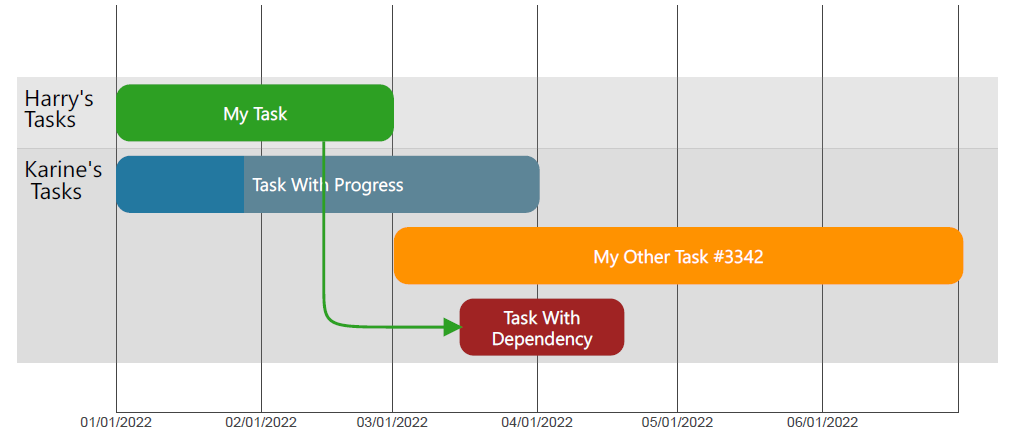 Harry's
Tasks
My Task
Karine's
Tasks
Task With Progress
My Other Task #3342
Task With
Dependency
01/01/2022
02/01/2022
03/01/2022
04/01/2022
05/01/2022
06/01/2022